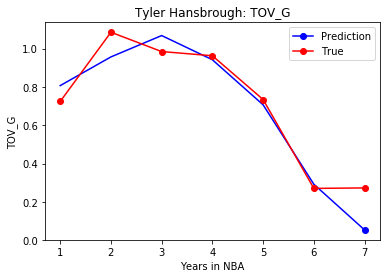 Tyler Hansbrough: TOV_G
Prediction
True
1.0
0.8
0.6
0.4
0.2
0.0
TOV_G
1 2 3 4 5 6 7
Years in NBA